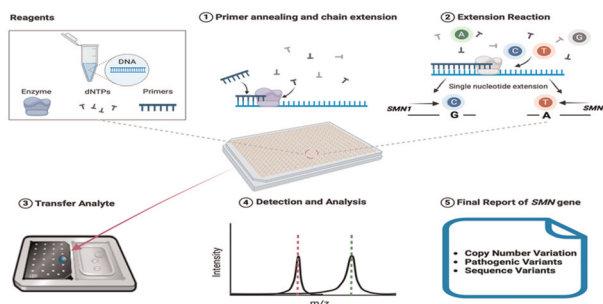 Reagents
DNA
Enzyme
dNTPs
Primers
① Primer annealing and chain extension
② Extension Reaction
A
C
T
G
Single nucleotide extension
SMN1
C
G
T
A
SMN
③ Transfer Analyte
④ Detection and Analysis
Intensity
m/z
⑤ Final Report of SMN gene
• Copy Number Variation
• Pathogenic Variants
• Sequence Variants